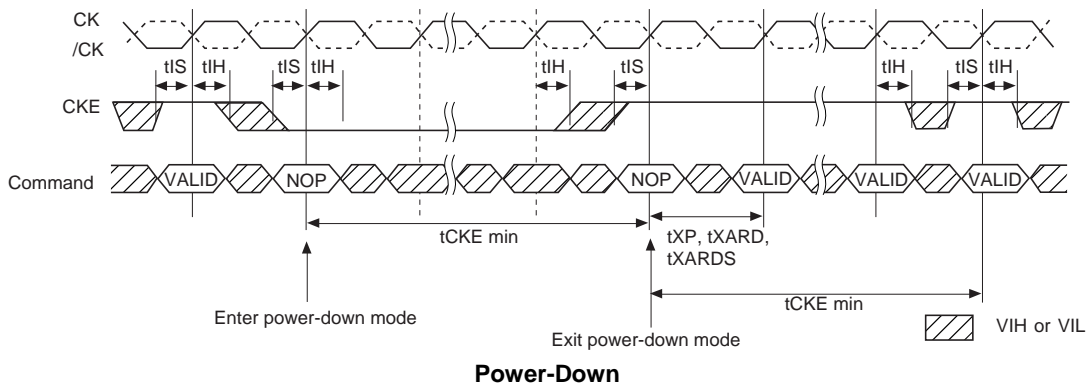 CK
/CK
tIS tIH tIS tIH tIH tIS tIH tIS tIH
CKE
Command VALID NOP NOP VALID VALID VALID
tCKE min
tXP, tXARD,
tXARDS
tCKE min
Enter power-down mode
Exit power-down mode
VIH or VIL
Power-Down